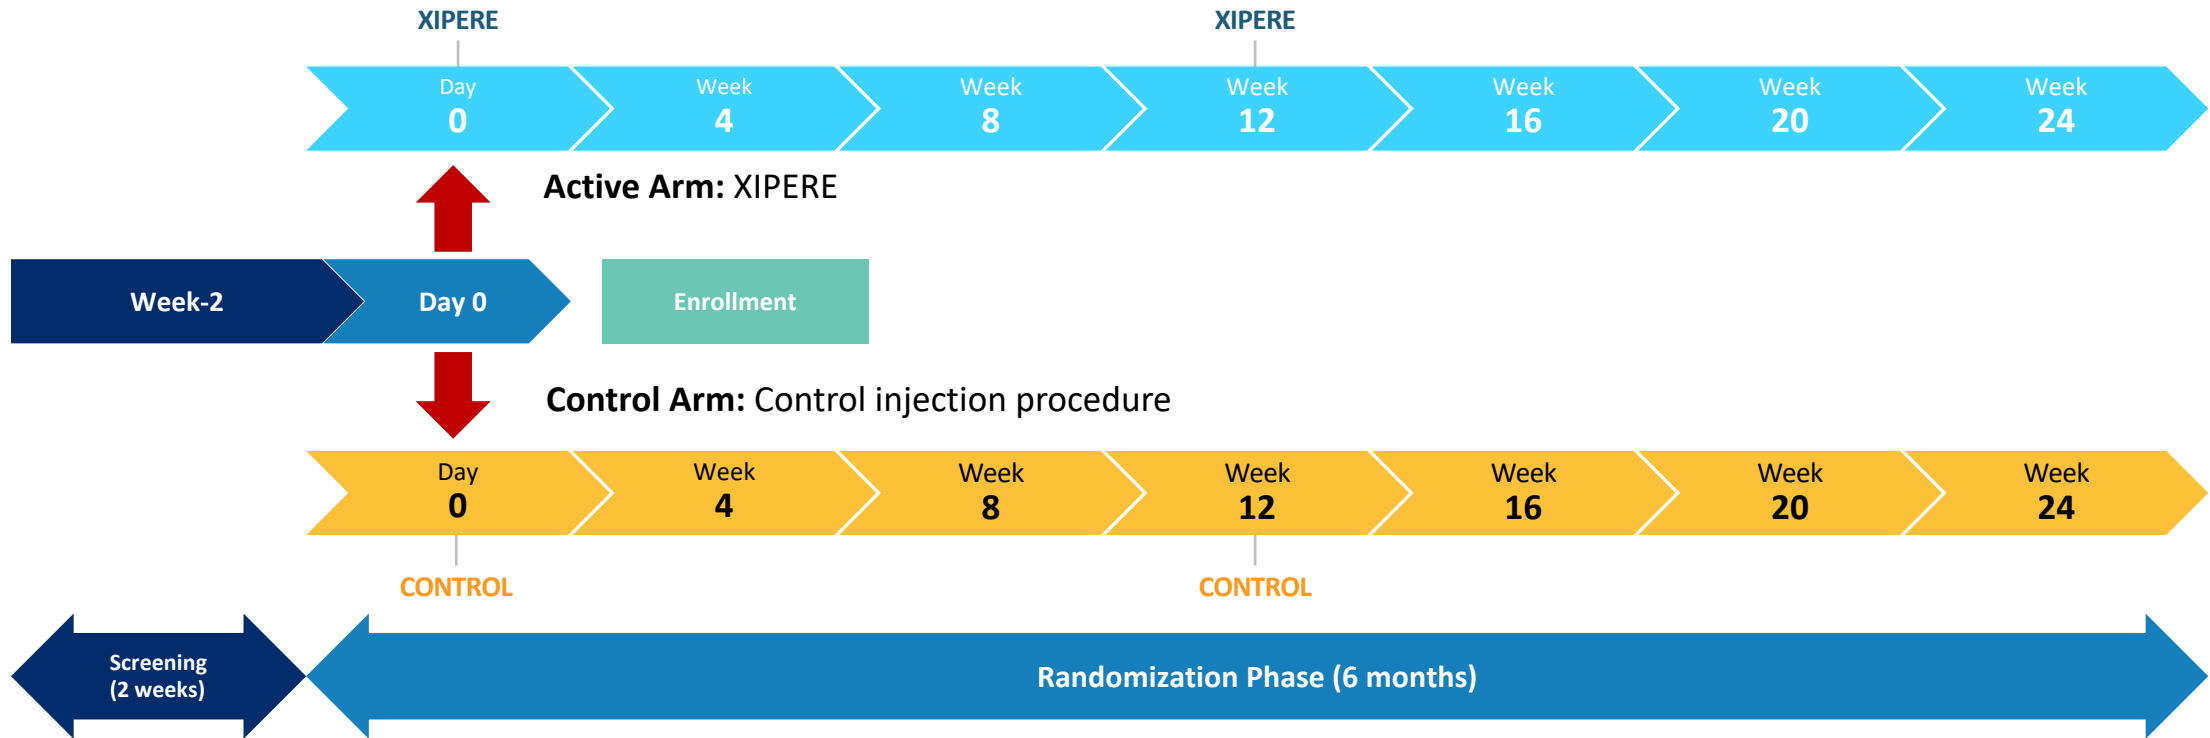 XIPERE
XIPERE
Day
0
Week
4
Week
8
Week
12
Week
16
Week
20
Week
24
Active Arm: XIPERE
Week-2
Day 0
Enrollment
Control Arm: Control injection procedure
Day
0
Week
4
Week
8
Week
12
Week
16
Week
20
Week
24
CONTROL
CONTROL
Screening
(2 weeks)
Randomization Phase (6 months)